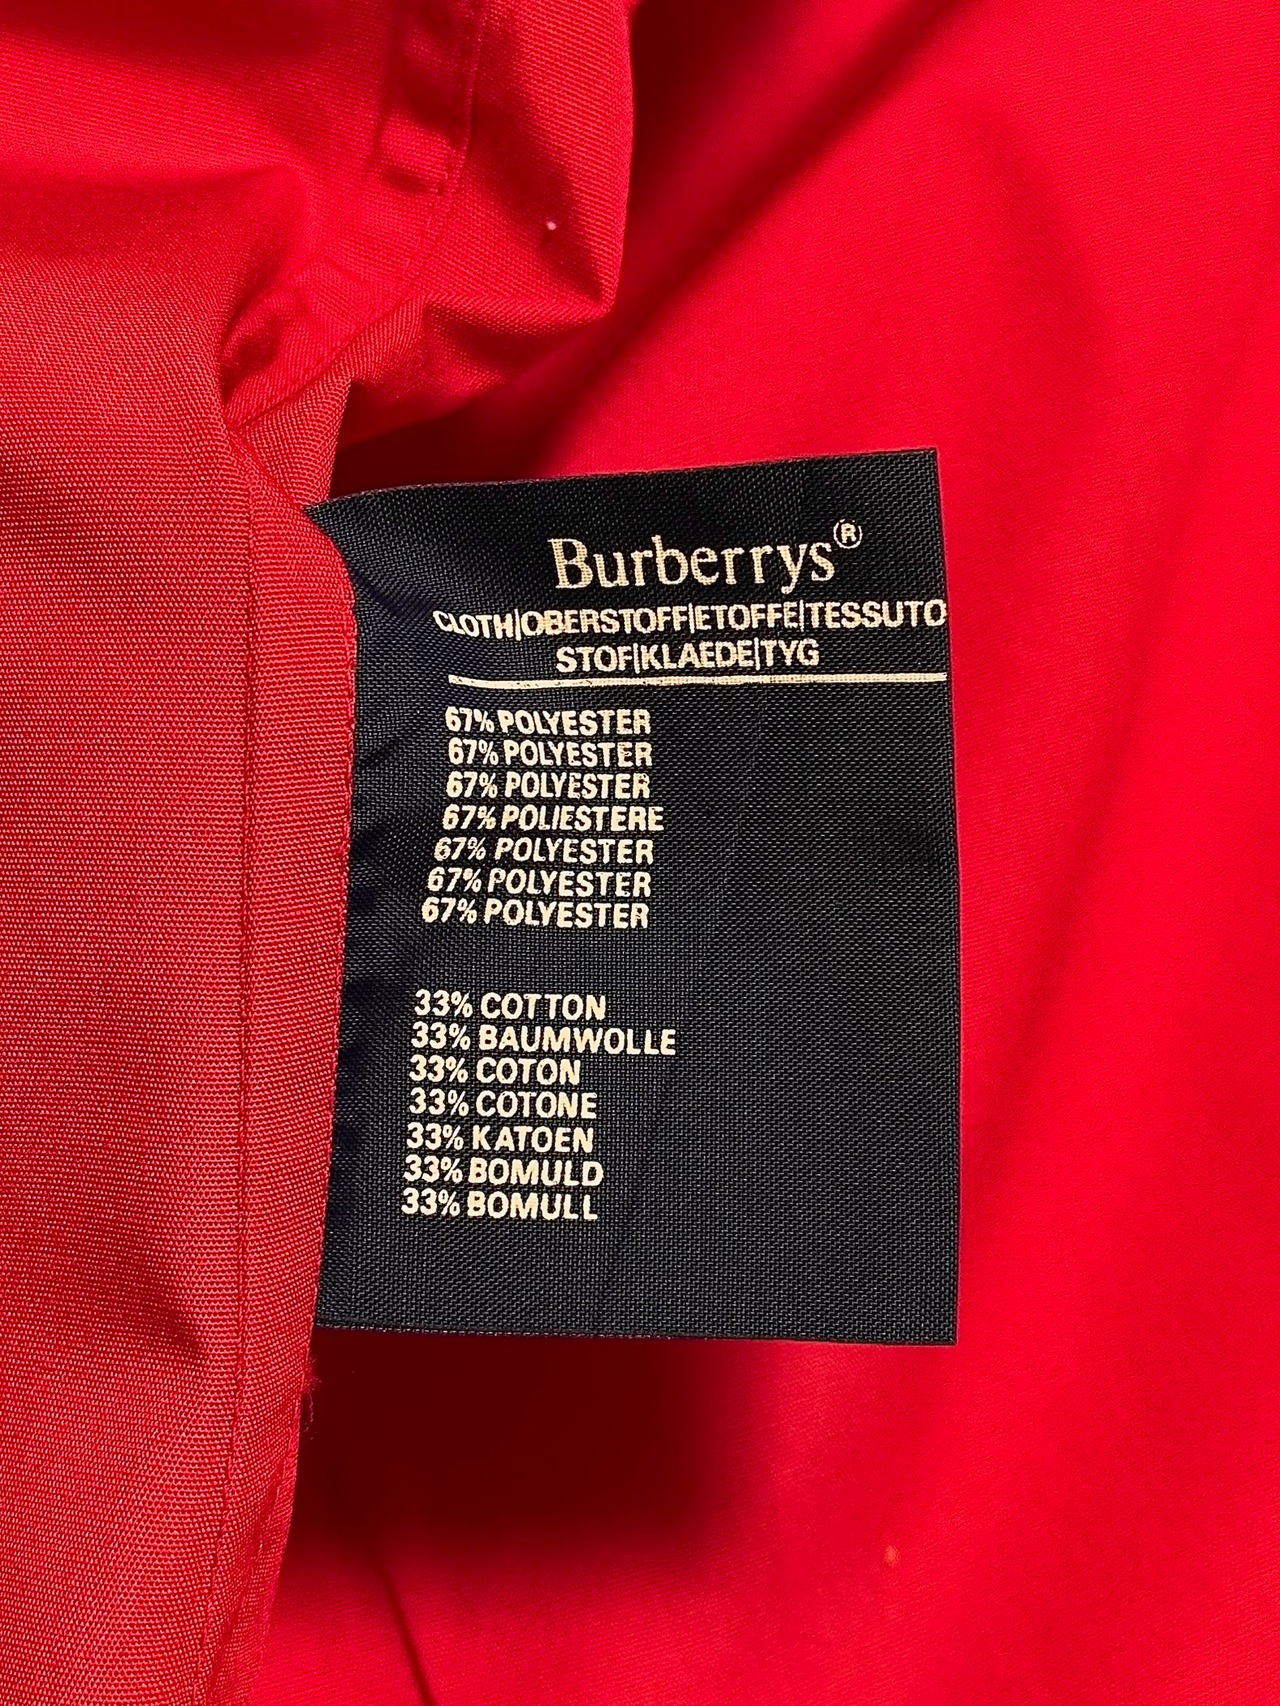 Burberrys®
CLOTH|OBERSTOFF|ETOFFE|TESSUTO
STOF|KLAEDE|TYG
67% POLYESTER
67% POLYESTER
67% POLYESTER
67% POLIESTERE
67% POLYESTER
67% POLYESTER
67% POLYESTER
33% COTTON
33% BAUMWOLLE
33% COTON
33% COTONE
33% KATOEN
33% BOMULD
33% BOMULL